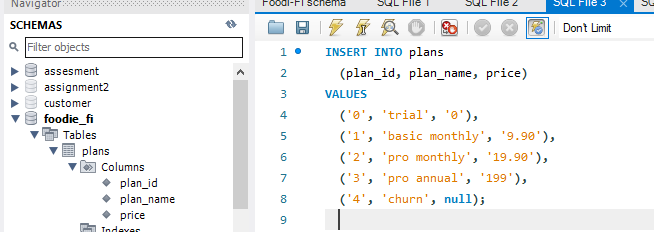 Navigator
Foodi-Fi schema SQL File 1 SQL File 2 SQL File 3
SCHEMAS
Filter objects
Don't Limit
assesment
assignment2
customer
foodie_fi
Tables
plans
Columns
plan_id
plan_name
price
Indexes
1 INSERT INTO plans
2 (plan_id, plan_name, price)
3 VALUES
4 ('0', 'trial', '0'),
5 ('1', 'basic monthly', '9.90'),
6 ('2', 'pro monthly', '19.90'),
7 ('3', 'pro annual', '199'),
8 ('4', 'churn', null);
9